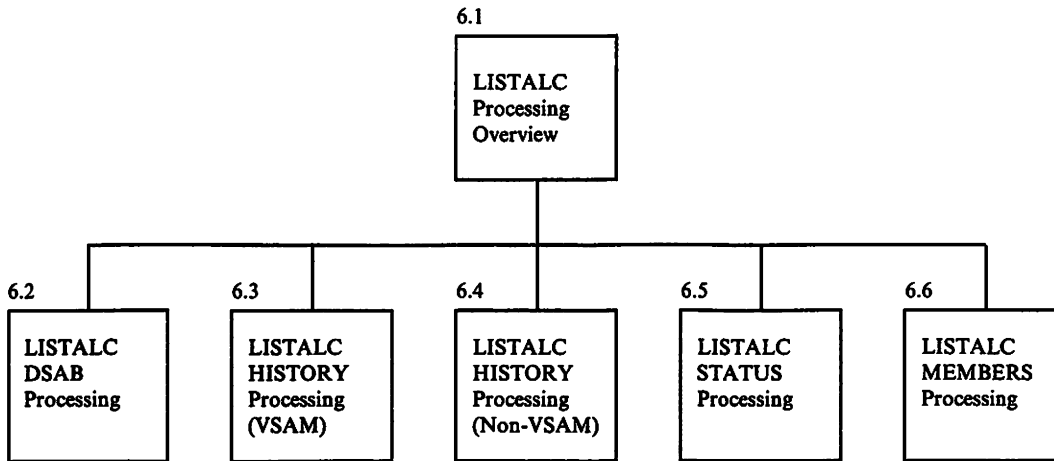 6.1
LISTALC
Processing
Overview
6.2
LISTALC
DSAB
Processing
6.3
LISTALC
HISTORY
Processing
(VSAM)
6.4
LISTALC
HISTORY
Processing
(Non-VSAM)
6.5
LISTALC
STATUS
Processing
6.6
LISTALC
MEMBERS
Processing